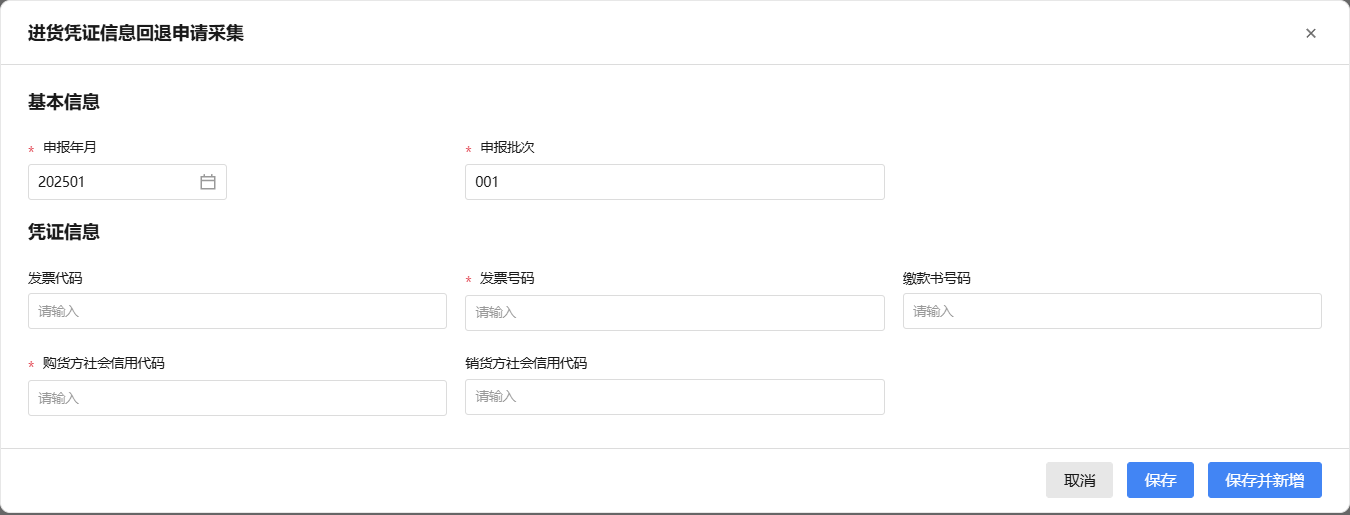 进货凭证信息回退申请采集
×
基本信息
* 申报年月
* 申报批次
202501
001
凭证信息
发票代码
* 发票号码
缴款书号码
请输入
请输入
请输入
* 购货方社会信用代码
销货方社会信用代码
请输入
请输入
取消
保存
保存并新增